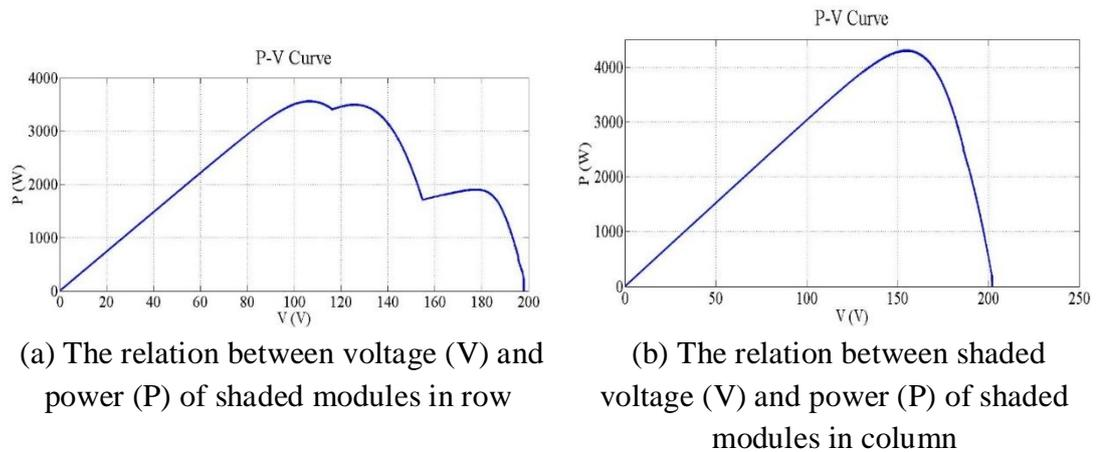 P-V Curve
4000
3000
2000
1000
0
P (W)
0 20 40 60 80 100 120 140 160 180 200
V (V)
(a) The relation between voltage (V) and
power (P) of shaded modules in row
P-V Curve
4000
3000
2000
1000
0
P (W)
0 50 100 150 200 250
V (V)
(b) The relation between shaded
voltage (V) and power (P) of shaded
modules in column